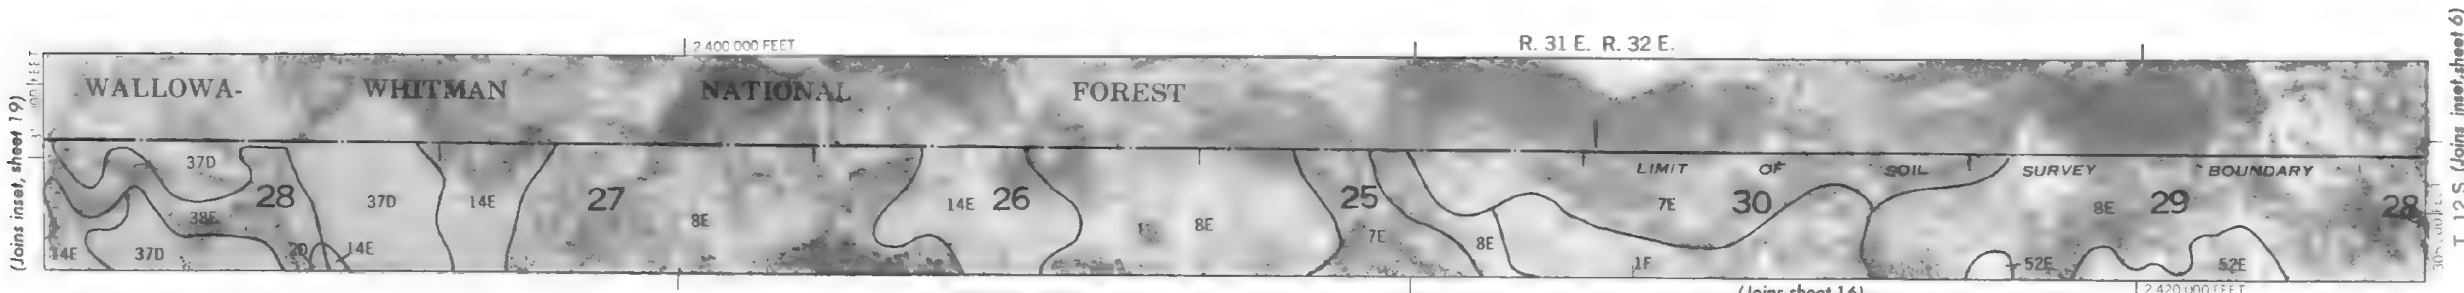 2 400 000 FEET
R. 31 E. R. 32 E.
(Joins inset, sheet 19)
WALLOWA- WHITMAN NATIONAL FOREST
T. 12 S. (Joins inset, sheet 6)
LIMIT OF SOIL SURVEY BOUNDARY
37D
28 37D 14E 27 14E 26 25 7E 30 8E 29 28
38E 8E 8E
7E 8E
14E 37D 14E
1F 52E 52E
(Joins sheet 16)
2 420 000 FEET